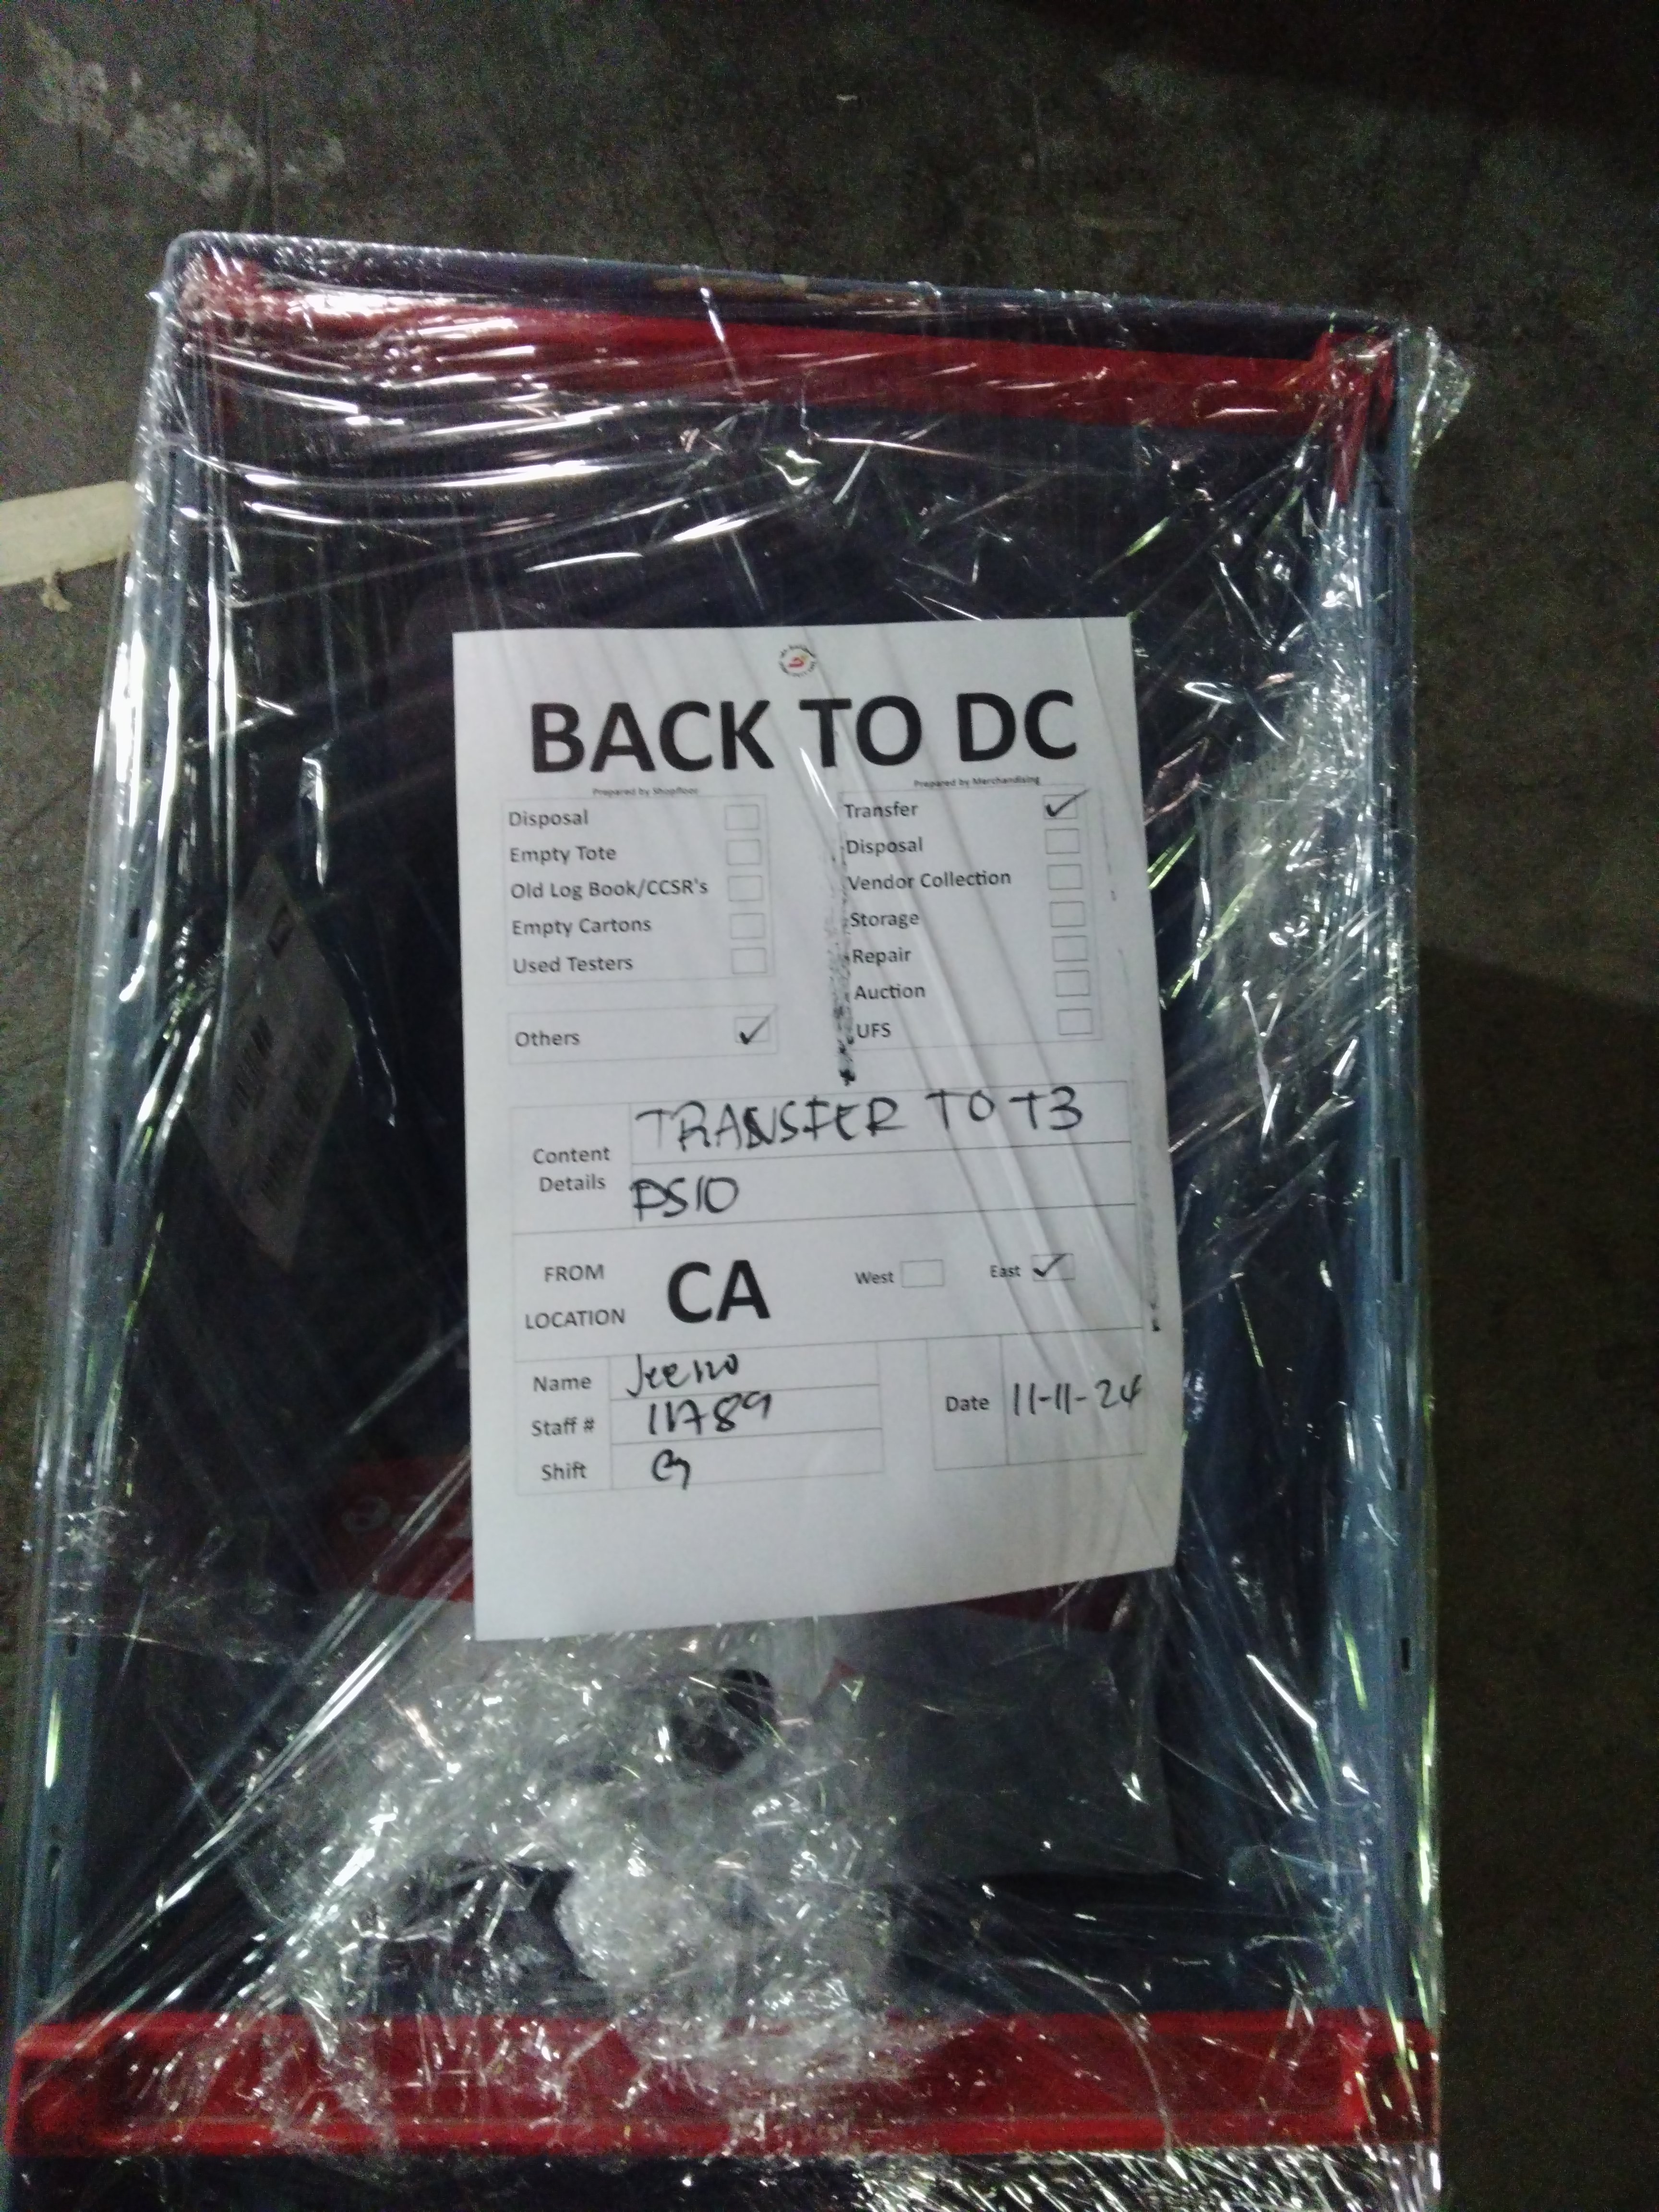 BACK TO DC
Prepared by Shopfloor
Disposal
Empty Tote
Old Log Book/CCSR's
Empty Cartons
Used Testers
Others ✓
Prepared by Merchandising
Transfer ✓
Disposal
Vendor Collection
Storage
Repair
Auction
UFS
Content Details
TRANSFER TO T3
PS10
FROM LOCATION
CA
West
East ✓
Name Jeeno
Staff # 11789
Shift
Date 11-11-24